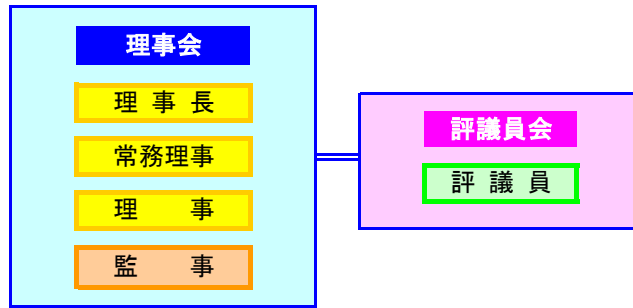 理事会
理 事 長
常務理事
理　　事
監　　事
評議員会
評 議 員